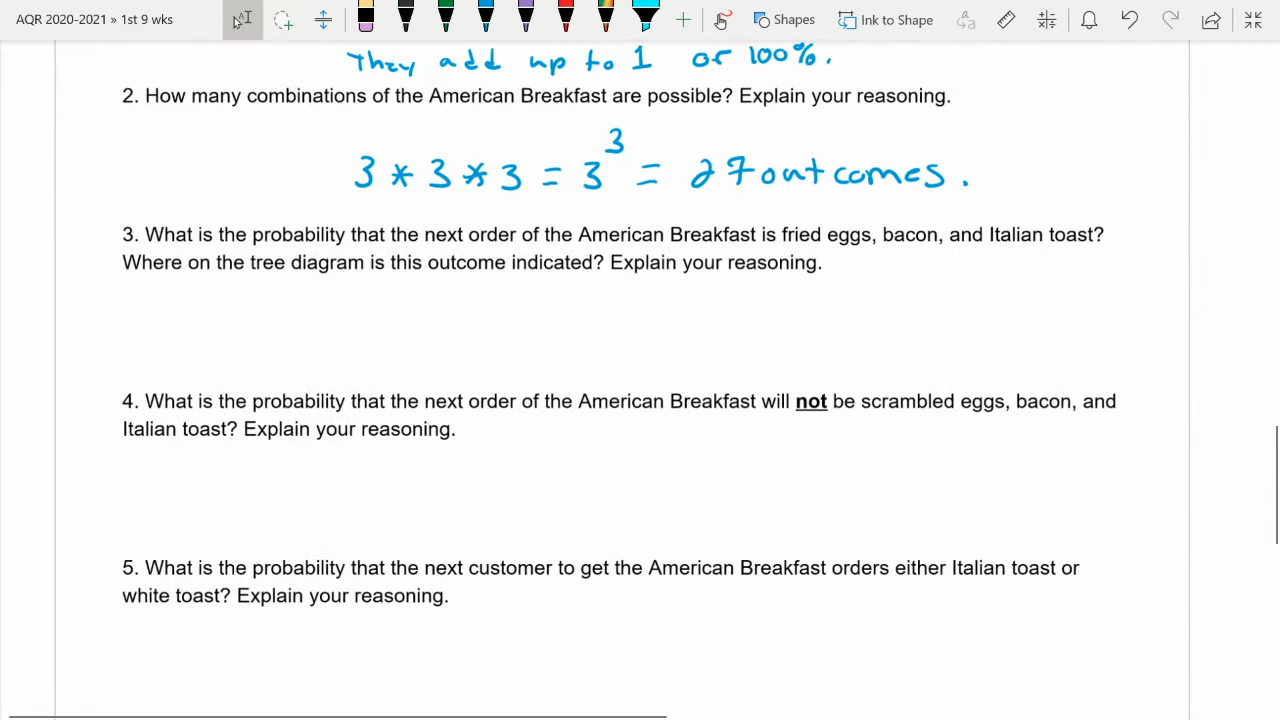 AQR 2020-2021 » 1st 9 wks
Shapes
Ink to Shape
They add up to 1 or 100%.
2. How many combinations of the American Breakfast are possible? Explain your reasoning.
3 * 3 * 3 = 3³ = 27 outcomes.
3. What is the probability that the next order of the American Breakfast is fried eggs, bacon, and Italian toast?
Where on the tree diagram is this outcome indicated? Explain your reasoning.
4. What is the probability that the next order of the American Breakfast will not be scrambled eggs, bacon, and
Italian toast? Explain your reasoning.
5. What is the probability that the next customer to get the American Breakfast orders either Italian toast or
white toast? Explain your reasoning.